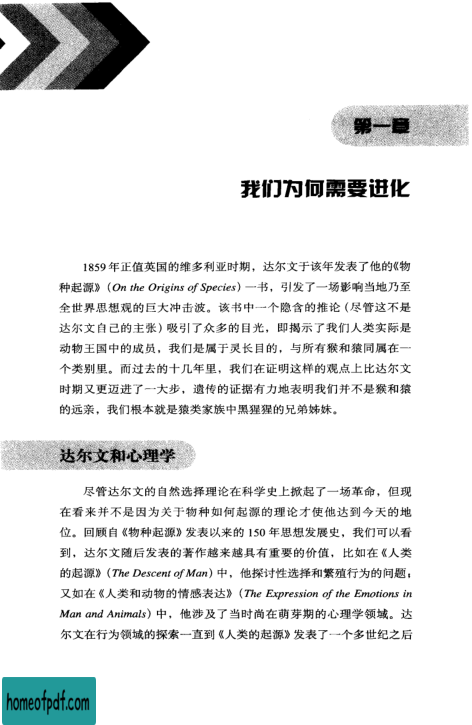 第一章
我们为何需要进化
1859年正值英国的维多利亚时期，达尔文于该年发表了他的《物
种起源》（On the Origins of Species）一书，引发了一场影响当地乃至
全世界思想观的巨大冲击波。该书中一个隐含的推论（尽管这不是
达尔文自己的主张）吸引了众多的目光，即揭示了我们人类实际是
动物王国中的成员，我们是属于灵长目的，与所有猴和猿同属在一
个类别里。而过去的十几年里，我们在证明这样的观点上比达尔文
时期又更迈进了一大步，遗传的证据有力地表明我们并不是猴和猿
的远亲，我们根本就是猿类家族中黑猩猩的兄弟姊妹。
达尔文和心理学
尽管达尔文的自然选择理论在科学史上掀起了一场革命，但现
在看来并不是因为关于物种如何起源的理论才使他达到今天的地
位。回顾自《物种起源》发表以来的150年思想发展史，我们可以看
到，达尔文随后发表的著作越来越具有重要的价值，比如在《人类
的起源》（The Descent of Man）中，他探讨性选择和繁殖行为的问题；
又如在《人类和动物的情感表达》（The Expression of the Emotions in
Man and Animals）中，他涉及了当时尚在萌芽期的心理学领域。达
尔文在行为领域的探索一直到《人类的起源》发表了一个多世纪之后
homeofpdf.com